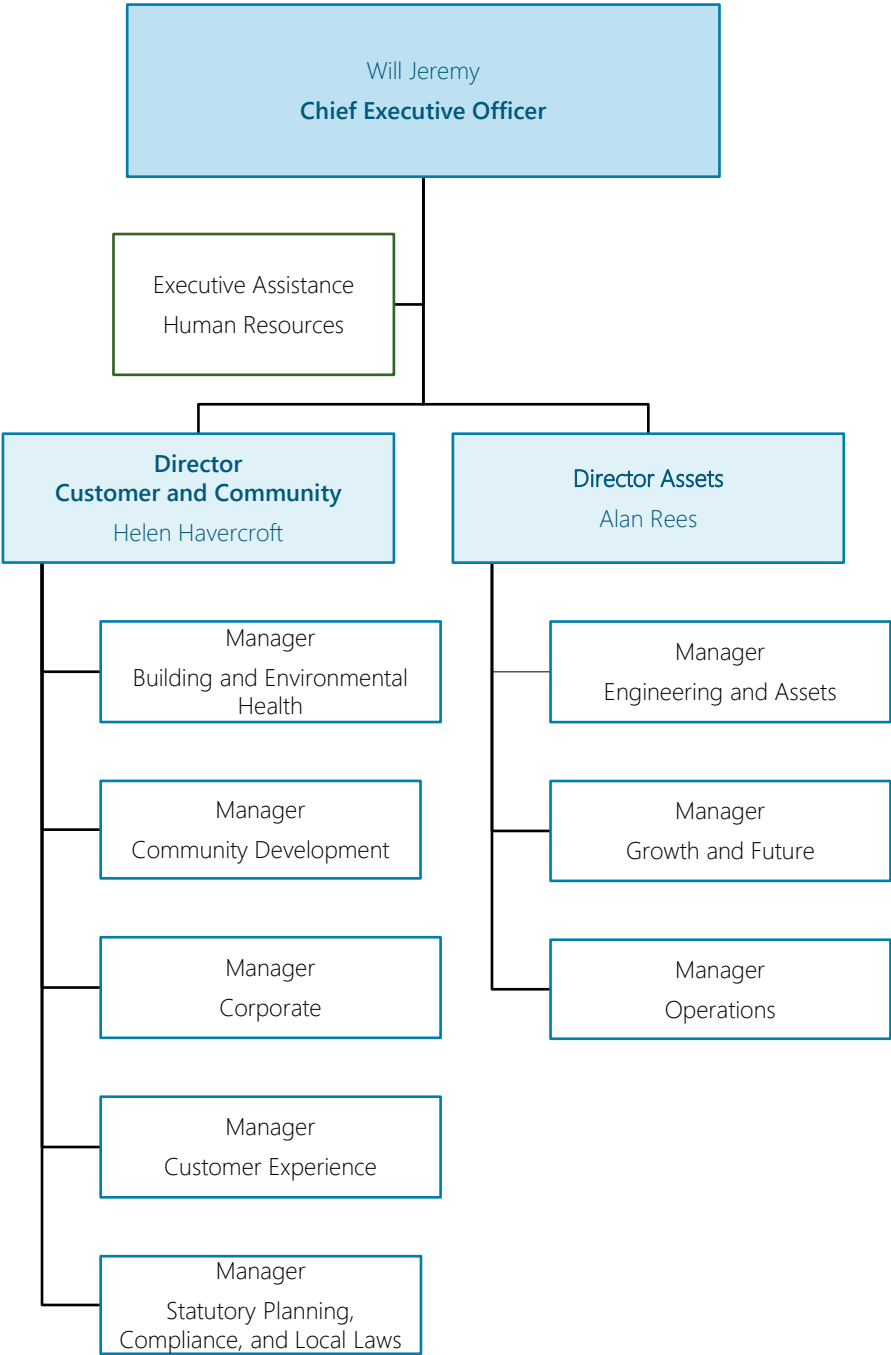 Will Jeremy
Chief Executive Officer
Executive Assistance
Human Resources
Director
Customer and Community
Helen Havercroft
Director Assets
Alan Rees
Manager
Building and Environmental
Health
Manager
Community Development
Manager
Corporate
Manager
Customer Experience
Manager
Statutory Planning,
Compliance, and Local Laws
Manager
Engineering and Assets
Manager
Growth and Future
Manager
Operations